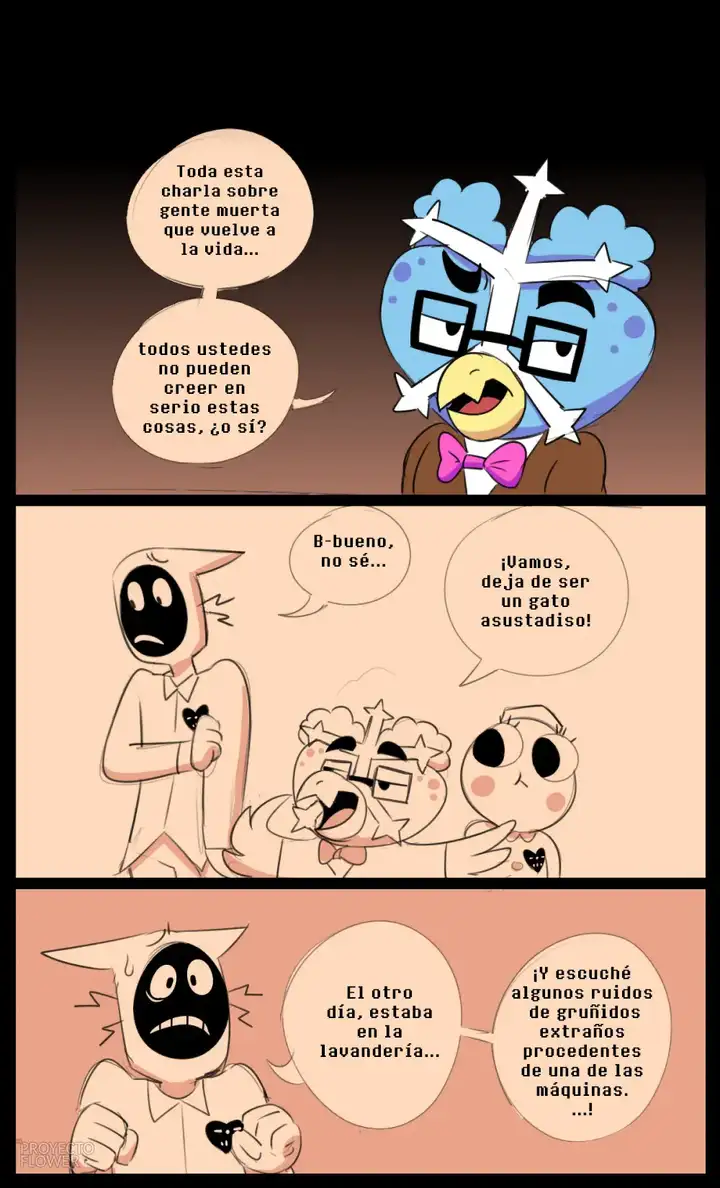 Toda esta
charla sobre
gente muerta
que vuelve a
la vida...
todos ustedes
no pueden
creer en
serio estas
cosas, ¿o sí?
B-bueno,
no sé...
¡Vamos,
deja de ser
un gato
asustadiso!
El otro
día, estaba
en la
lavandería...
¡Y escuché
algunos ruidos
de gruñidos
extraños
procedentes
de una de las
máquinas.
...!
PROYECTO
FLOWER